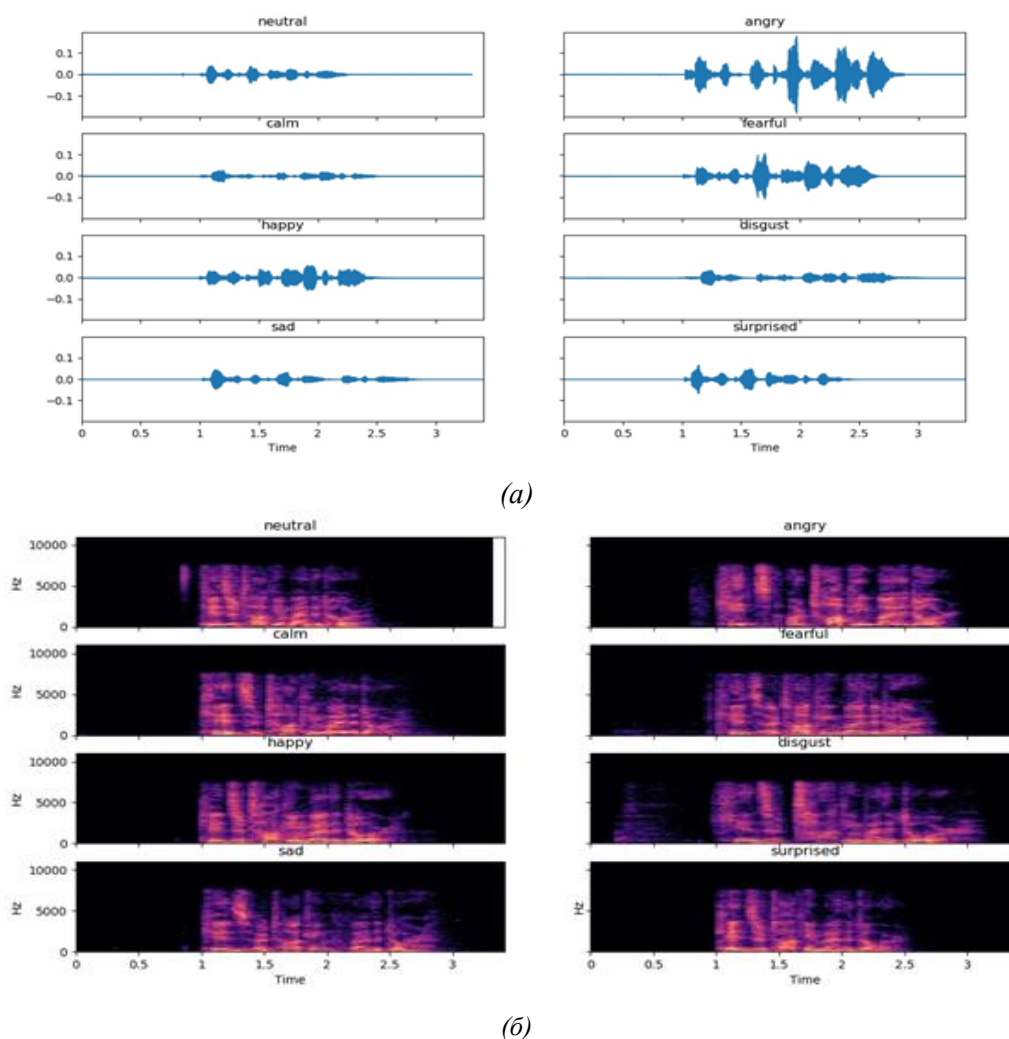 neutral angry
0.1
0.0
−0.1
calm fearful
0.1
0.0
−0.1
happy disgust
0.1
0.0
−0.1
sad surprised
0.1
0.0
−0.1
0 0.5 1 1.5 2 2.5 3 0 0.5 1 1.5 2 2.5 3
Time Time
(а)
neutral angry
10000
Hz
5000
0
calm fearful
10000
Hz
5000
0
happy disgust
10000
Hz
5000
0
sad surprised
10000
Hz Hz
5000
0
0 0.5 1 1.5 2 2.5 3 0 0.5 1 1.5 2 2.5 3
Time Time
(б)